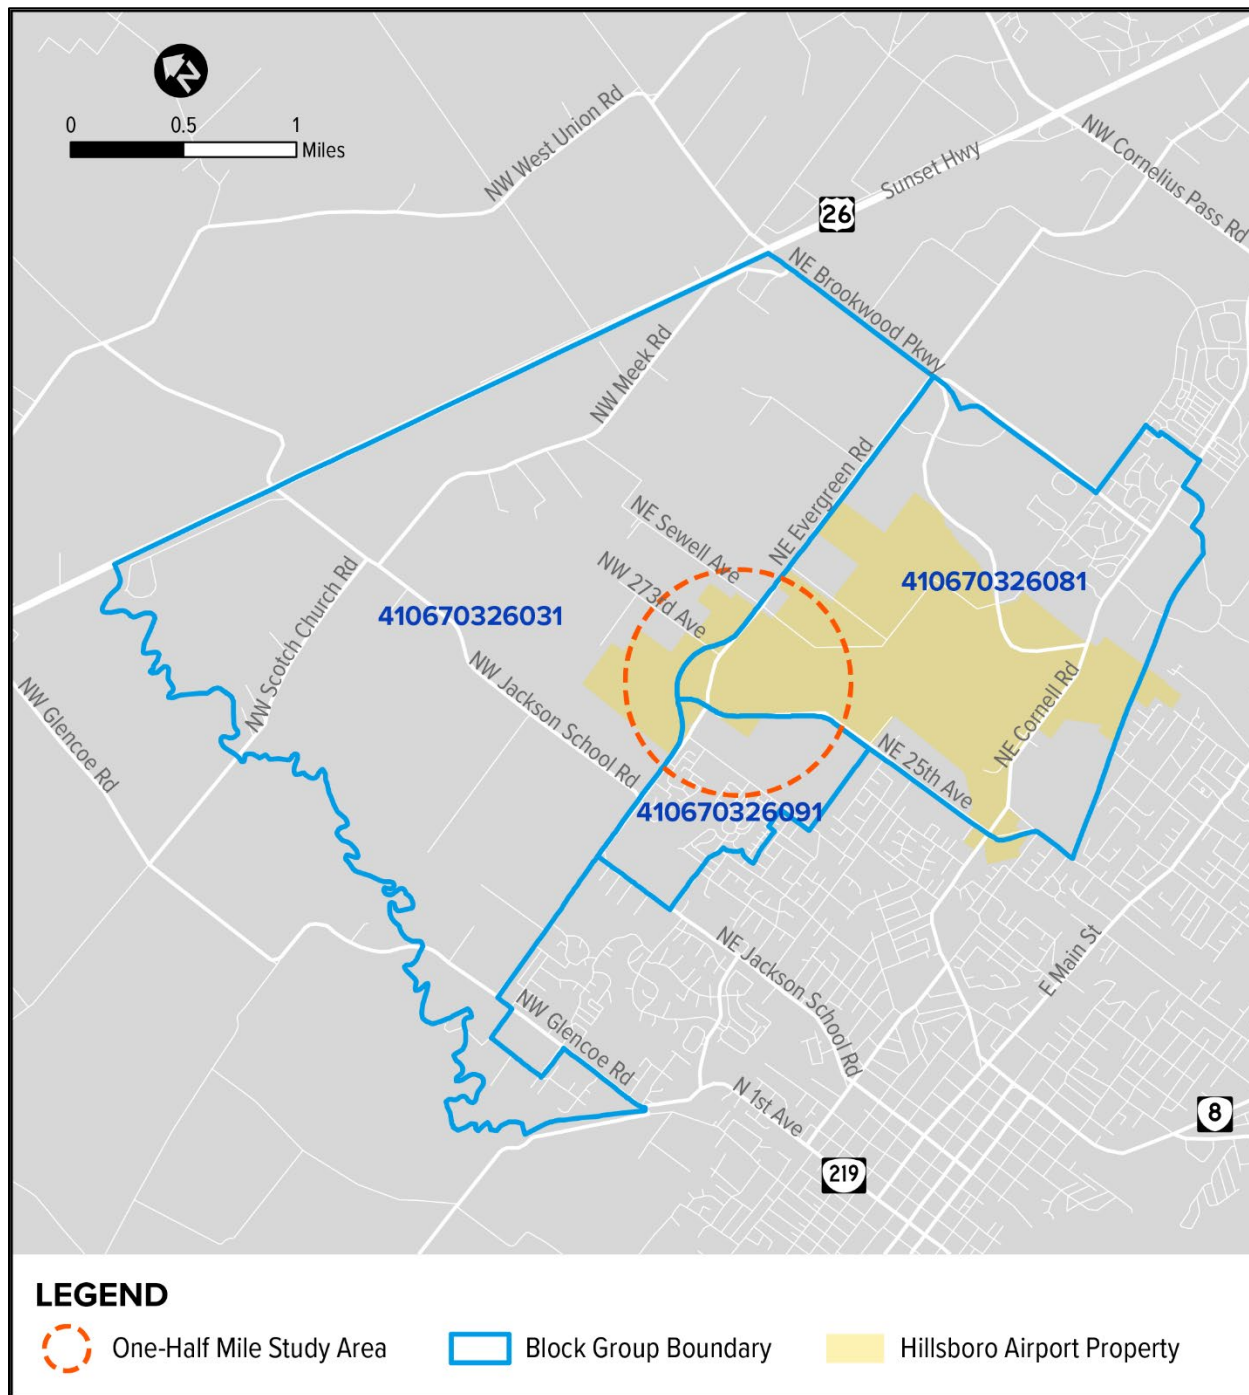 N
0 0.5 1
Miles
NW West Union Rd
Sunset Hwy
NW Cornelius Pass Rd
26
NE Brookwood Pkwy
NW Meek Rd
NE Evergreen Rd
NE Sewell Ave
NW 273rd Ave
410670326081
410670326031
NW Scotch Church Rd
NW Glencoe Rd
NW Jackson School Rd
NE Cornell Rd
NE 25th Ave
410670326091
E Main St
NE Jackson School Rd
NW Glencoe Rd
N 1st Ave
8
219
LEGEND
One-Half Mile Study Area
Block Group Boundary
Hillsboro Airport Property